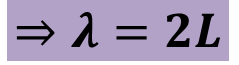 ⇒ λ = 2L